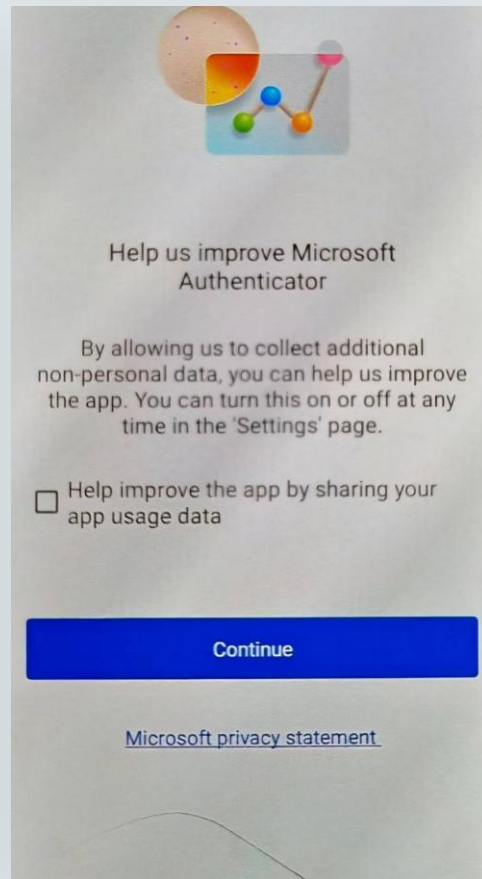 Help us improve Microsoft
Authenticator
By allowing us to collect additional
non-personal data, you can help us improve
the app. You can turn this on or off at any
time in the 'Settings' page.
Help improve the app by sharing your
app usage data
Continue
Microsoft privacy statement